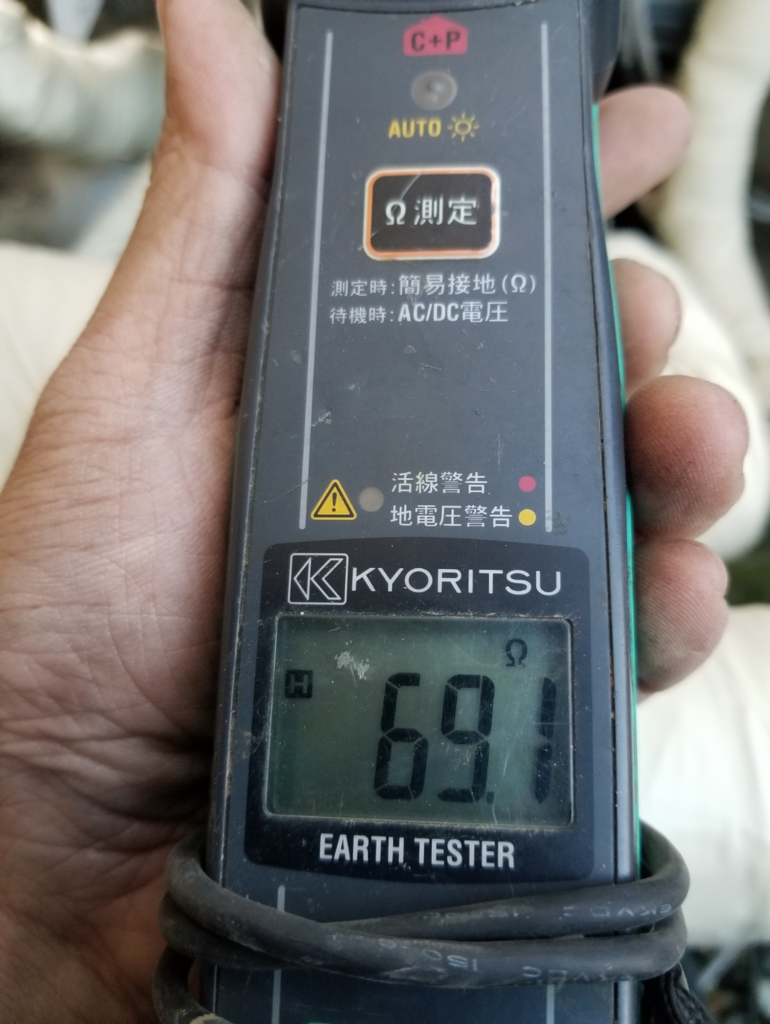 C+P
AUTO
Ω 測定
測定時:簡易接地(Ω)
待機時:AC/DC電圧
活線警告
地電圧警告
KYORITSU
Ω
H
69.1
EARTH TESTER